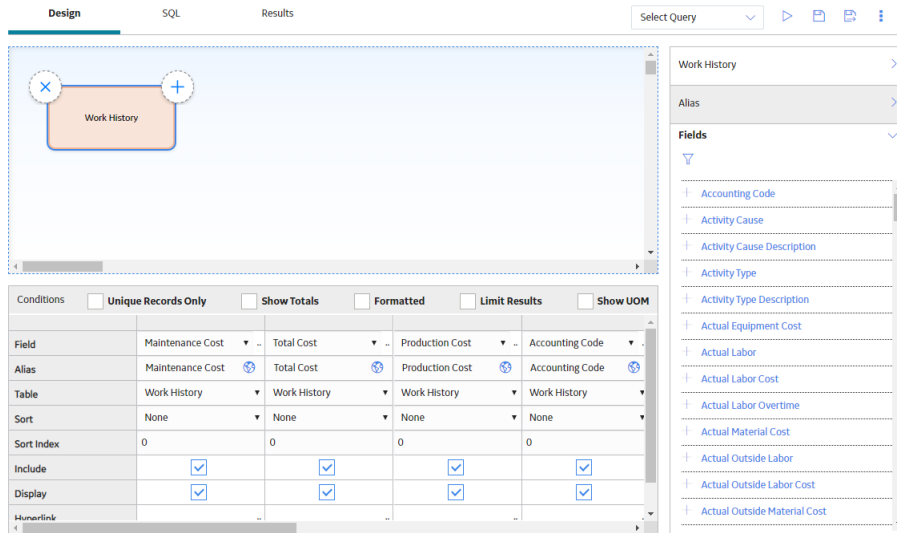 Design SQL Results Select Query
Work History
Work History
Alias
Fields
Accounting Code
Activity Cause
Activity Cause Description
Activity Type
Activity Type Description
Actual Equipment Cost
Actual Labor
Actual Labor Cost
Actual Labor Overtime
Actual Material Cost
Actual Outside Labor
Actual Outside Labor Cost
Actual Outside Material Cost
Conditions Unique Records Only Show Totals Formatted Limit Results Show UOM
Field Maintenance Cost .. Total Cost .. Production Cost .. Accounting Code .
Alias Maintenance Cost Total Cost Production Cost Accounting Code
Table Work History Work History Work History Work History
Sort None None None None
Sort Index 0 0 0 0
Include
Display
Hyperlink .. .. ..